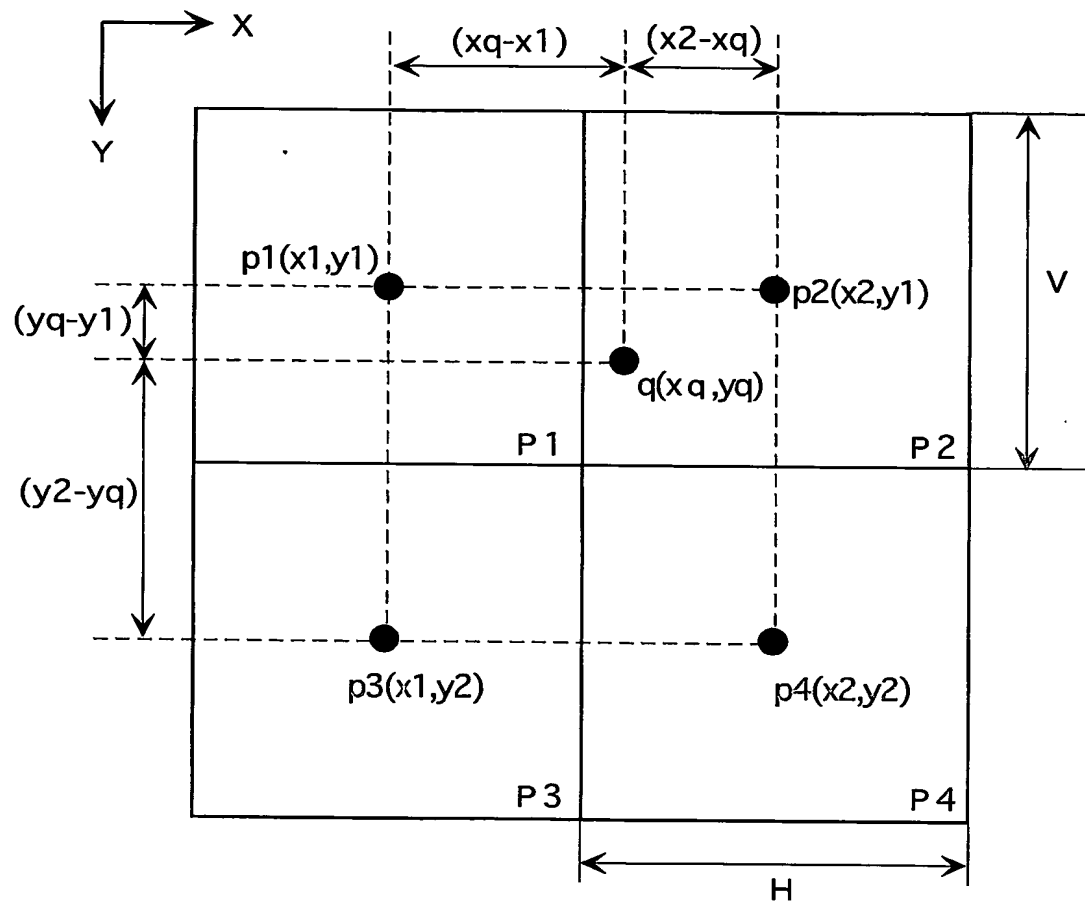 X
(xq-x1)
(x2-xq)
Y
p1(x1,y1)
p2(x2,y1)
V
(yq-y1)
q(xq,yq)
P1
P2
(y2-yq)
p3(x1,y2)
p4(x2,y2)
P3
P4
H